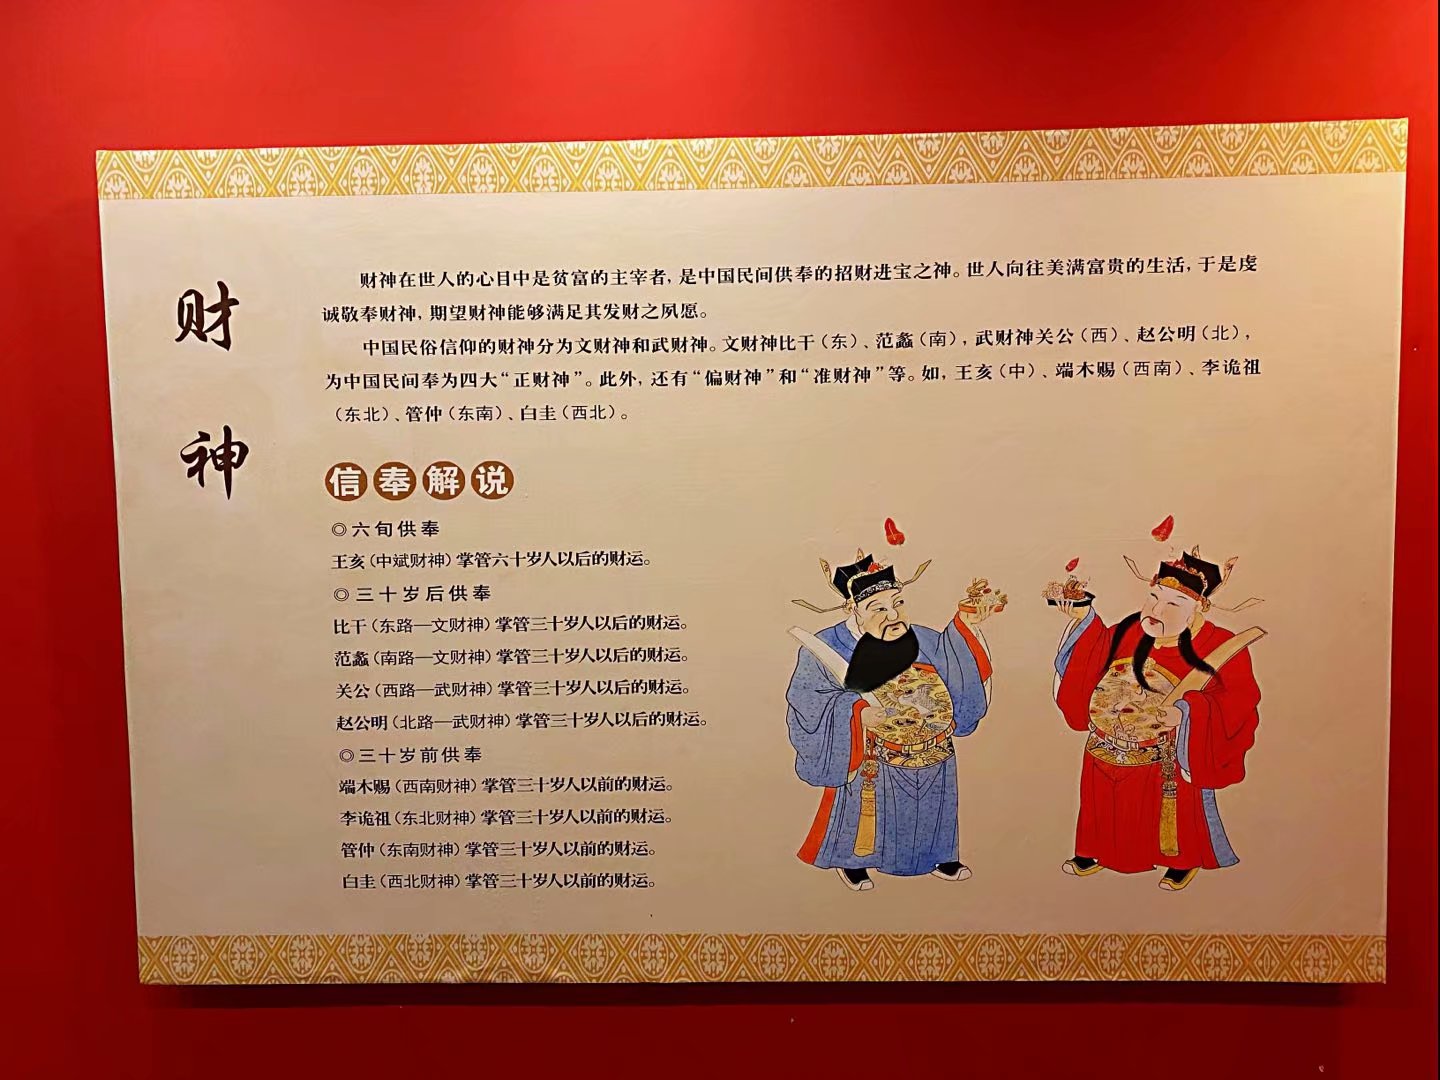 财神
财神在世人的心目中是贫富的主宰者，是中国民间供奉的招财进宝之神。世人向往美满富贵的生活，于是虔
诚敬奉财神，期望财神能够满足其发财之夙愿。
中国民俗信仰的财神分为文财神和武财神。文财神比干（东）、范蠡（南），武财神关公（西）、赵公明（北），
为中国民间奉为四大“正财神”。此外，还有“偏财神”和“准财神”等。如，王亥（中）、端木赐（西南）、李诡祖
（东北）、管仲（东南）、白圭（西北）。
信奉解说
◎六旬供奉
王亥（中斌财神）掌管六十岁人以后的财运。
◎三十岁后供奉
比干（东路—文财神）掌管三十岁人以后的财运。
范蠡（南路—文财神）掌管三十岁人以后的财运。
关公（西路—武财神）掌管三十岁人以后的财运。
赵公明（北路—武财神）掌管三十岁人以后的财运。
◎三十岁前供奉
端木赐（西南财神）掌管三十岁人以前的财运。
李诡祖（东北财神）掌管三十岁人以前的财运。
管仲（东南财神）掌管三十岁人以前的财运。
白圭（西北财神）掌管三十岁人以前的财运。